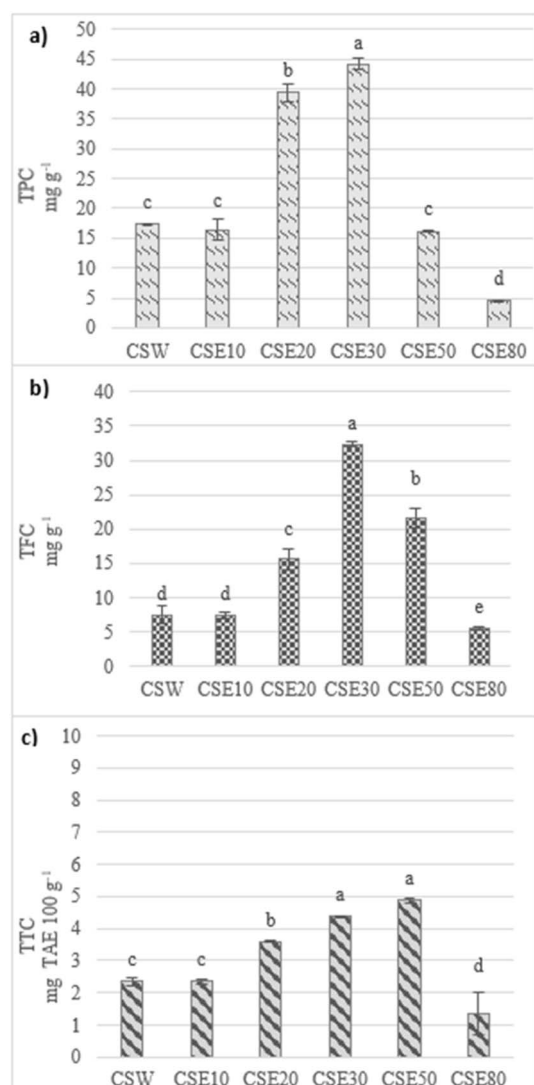 a)
50
45
40
35
30
25
20
15
10
5
0
TPC
mg g⁻¹
c c b a c d
CSW CSE10 CSE20 CSE30 CSE50 CSE80
b)
40
35
30
25
20
15
10
5
0
TFC
mg g⁻¹
d d c a b e
CSW CSE10 CSE20 CSE30 CSE50 CSE80
c)
10
9
8
7
6
5
4
3
2
1
0
TTC
mg TAE 100 g⁻¹
c c b a a d
CSW CSE10 CSE20 CSE30 CSE50 CSE80